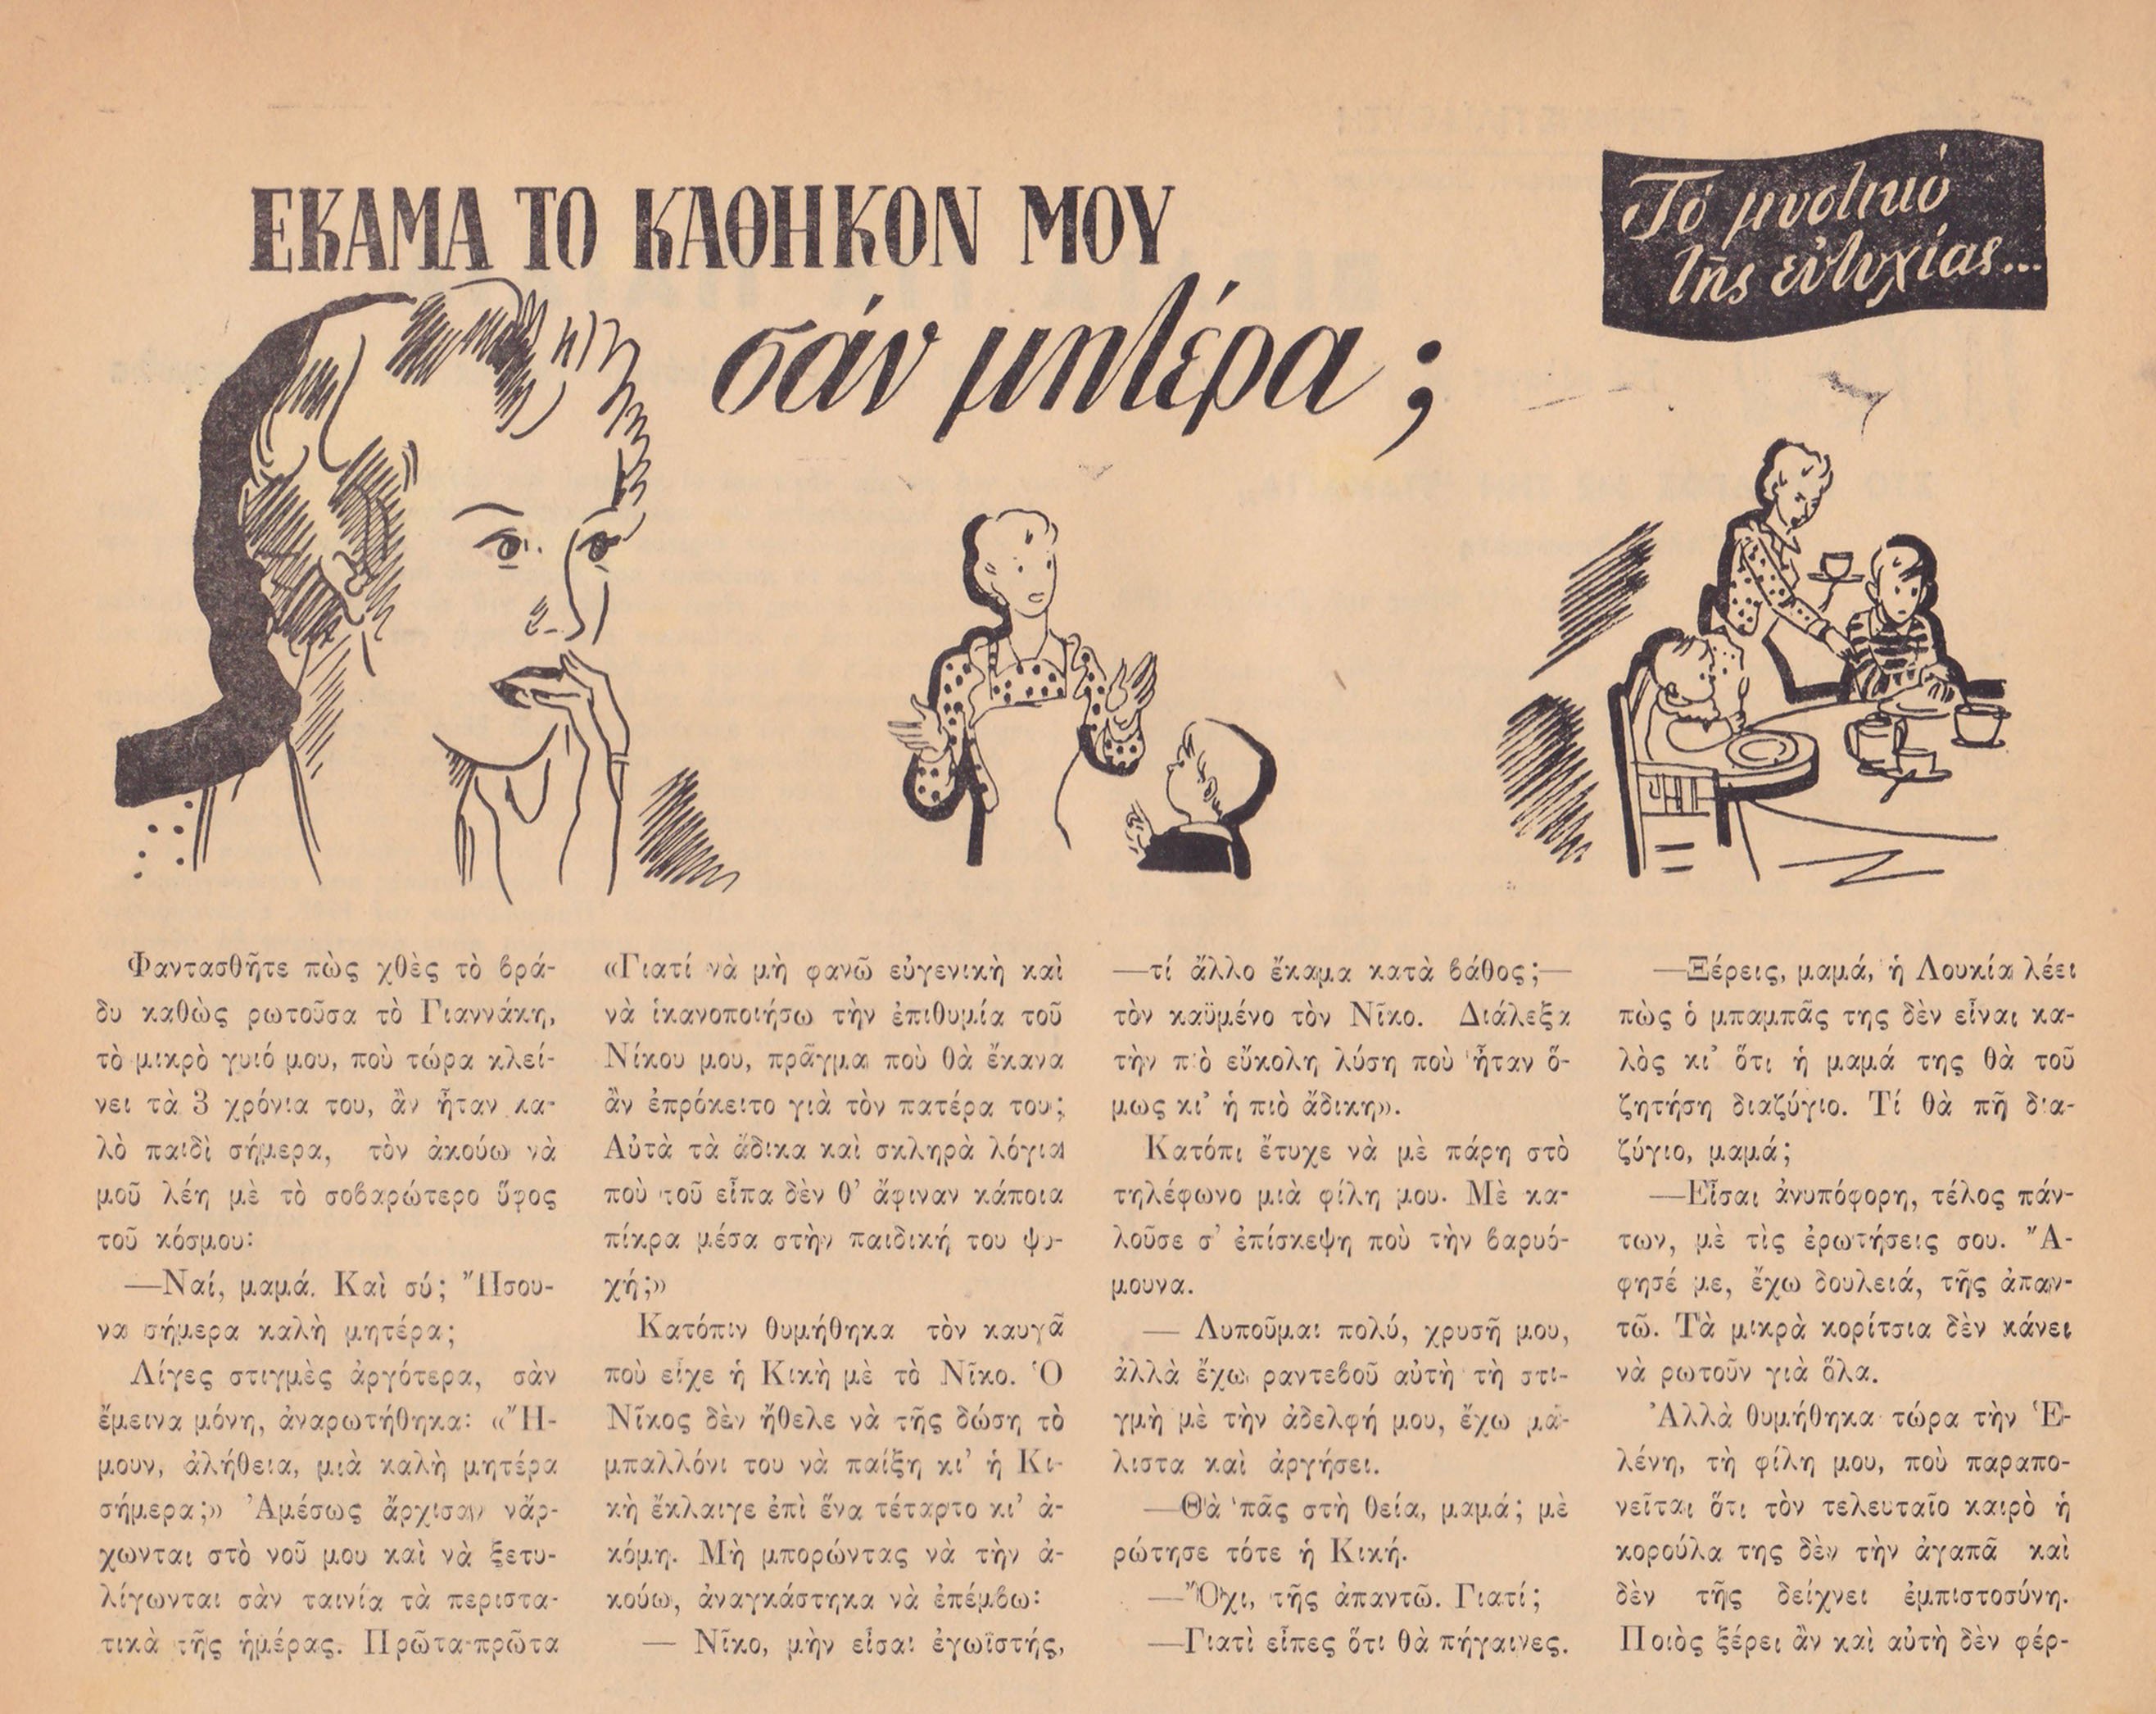 ΕΚΑΜΑ ΤΟ ΚΑΘΗΚΟΝ ΜΟΥ
σάν μητέρα ;
Τό μυστικό
τῆς εὐτυχίας...
Φαντασθῆτε πὼς χθὲς τὸ βρά-
δυ καθὼς ρωτοῦσα τὸ Γιαννάκη,
τὸ μικρὸ γυιό μου, ποὺ τώρα κλεί-
νει τὰ 3 χρόνια του, ἂν ἦταν κα-
λὸ παιδὶ σήμερα, τὸν ἀκούω νὰ
μοῦ λέη μὲ τὸ σοβαρώτερο ὕφος
τοῦ κόσμου:
—Ναί, μαμά. Καὶ σύ; Ἤσου-
να σήμερα καλὴ μητέρα;
Λίγες στιγμὲς ἀργότερα, σὰν
ἔμεινα μόνη, ἀναρωτήθηκα: «Ἤ-
μουν, ἀλήθεια, μιὰ καλὴ μητέρα
σήμερα;» Ἀμέσως ἄρχισαν νἄρ-
χωνται στὸ νοῦ μου καὶ νὰ ξετυ-
λίγωνται σὰν ταινία τὰ περιστα-
τικὰ τῆς ἡμέρας. Πρῶτα-πρῶτα
«Γιατί νὰ μὴ φανῶ εὐγενικὴ καὶ
νὰ ἱκανοποιήσω τὴν ἐπιθυμία τοῦ
Νίκου μου, πρᾶγμα ποὺ θὰ ἔκανα
ἂν ἐπρόκειτο γιὰ τὸν πατέρα του;
Αὐτὰ τὰ ἄδικα καὶ σκληρὰ λόγια
ποὺ τοῦ εἶπα δὲν θ' ἄφιναν κάποια
πίκρα μέσα στὴν παιδική του ψυ-
χή;»
Κατόπιν θυμήθηκα τὸν καυγᾶ
ποὺ εἶχε ἡ Κικὴ μὲ τὸ Νῖκο. Ὁ
Νῖκος δὲν ἤθελε νὰ τῆς δώση τὸ
μπαλλόνι του νὰ παίξη κι' ἡ Κι-
κὴ ἔκλαιγε ἐπὶ ἕνα τέταρτο κι' ἀ-
κόμη. Μὴ μπορώντας νὰ τὴν ἀ-
κούω, ἀναγκάστηκα νὰ ἐπέμβω:
— Νῖκο, μὴν εἶσαι ἐγωϊστής,
—τί ἄλλο ἔκαμα κατὰ βάθος;—
τὸν καϋμένο τὸν Νῖκο. Διάλεξα
τὴν πιὸ εὔκολη λύση ποὺ ἦταν ὅ-
μως κι' ἡ πιὸ ἄδικη».
Κατόπι ἔτυχε νὰ μὲ πάρη στὸ
τηλέφωνο μιὰ φίλη μου. Μὲ κα-
λοῦσε σ' ἐπίσκεψη ποὺ τὴν βαρυό-
μουνα.
— Λυποῦμαι πολύ, χρυσῆ μου,
ἀλλὰ ἔχω ραντεβοῦ αὐτὴ τὴ στι-
γμὴ μὲ τὴν ἀδελφή μου, ἔχω μά-
λιστα καὶ ἀργήσει.
—Θὰ πᾶς στὴ θεία, μαμά; μὲ
ρώτησε τότε ἡ Κική.
—Ὄχι, τῆς ἀπαντῶ. Γιατί;
—Γιατὶ εἶπες ὅτι θὰ πήγαινες.
—Ξέρεις, μαμά, ἡ Λουκία λέει
πὼς ὁ μπαμπᾶς της δὲν εἶναι κα-
λὸς κι' ὅτι ἡ μαμά της θὰ τοῦ
ζητήση διαζύγιο. Τί θὰ πῆ δια-
ζύγιο, μαμά;
—Εἶσαι ἀνυπόφορη, τέλος πάν-
των, μὲ τὶς ἐρωτήσεις σου. Ἄ-
φησέ με, ἔχω δουλειά, τῆς ἀπαν-
τῶ. Τὰ μικρὰ κορίτσια δὲν κάνει
νὰ ρωτοῦν γιὰ ὅλα.
Ἀλλὰ θυμήθηκα τώρα τὴν Ἑ-
λένη, τὴ φίλη μου, ποὺ παραπο-
νεῖται ὅτι τὸν τελευταῖο καιρὸ ἡ
κορούλα της δὲν τὴν ἀγαπᾶ καὶ
δὲν τῆς δείχνει ἐμπιστοσύνη.
Ποιὸς ξέρει ἂν καὶ αὐτὴ δὲν φέρ-